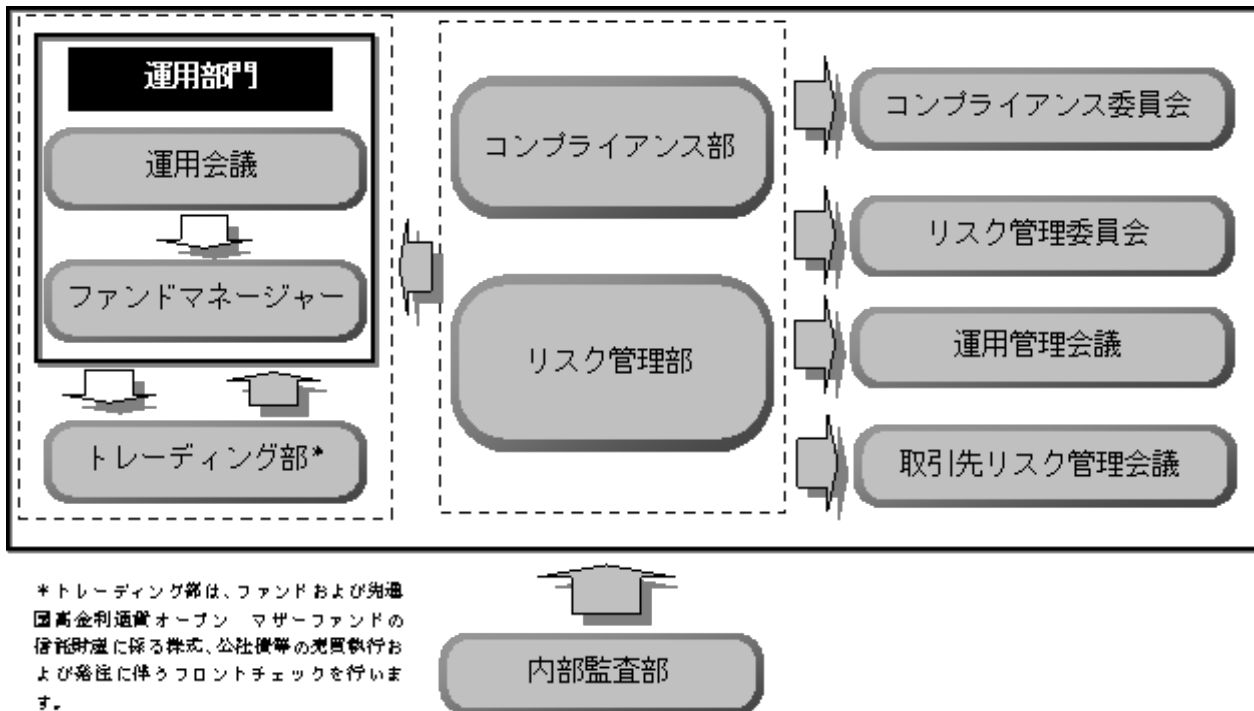 運用部門
運用会議
ファンドマネージャー
トレーディング部*
コンプライアンス部
リスク管理部
コンプライアンス委員会
リスク管理委員会
運用管理会議
取引先リスク管理会議
内部監査部
*トレーディング部は、ファンドおよび先進
国高金利通貨オープン マザーファンドの
信託財産に係る株式、公社債等の売買執行お
よび発注に伴うフロントチェックを行いま
す。